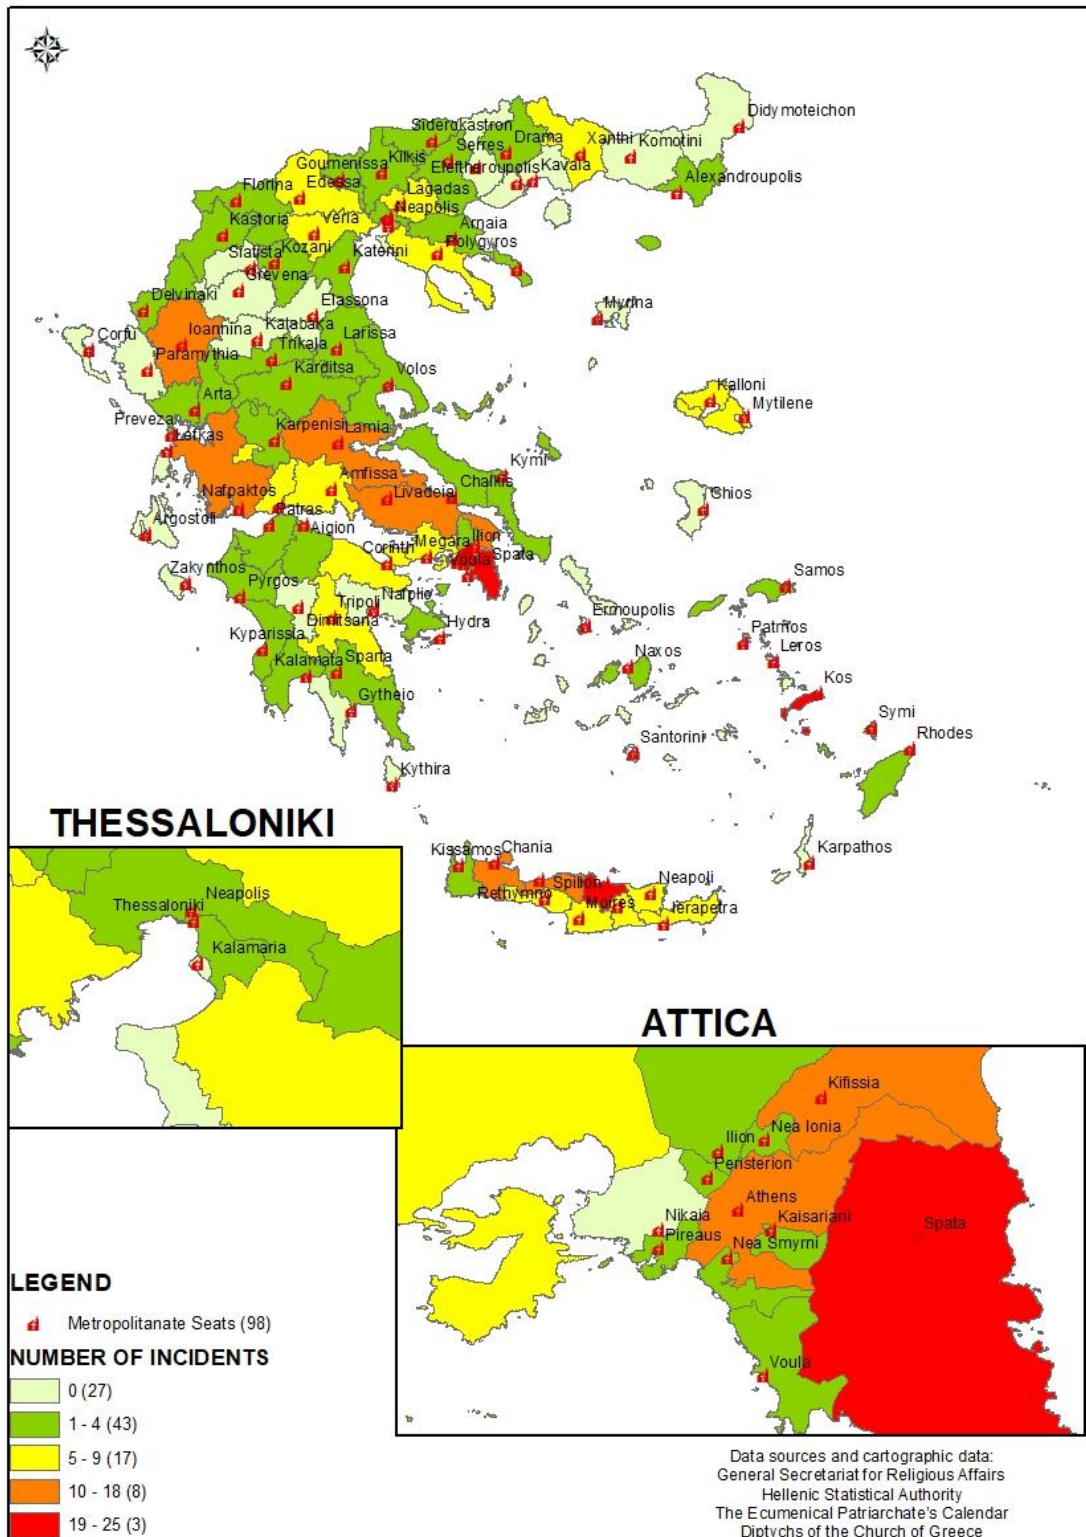 Didymoteichon
Siderokastron
Drama
Xanthi
Komotini
Serres
Goumenissa
Kilkis
Eleftheroupolis
Kavala
Alexandroupolis
Florina
Edessa
Lagadas
Neapolis
Kastoria
Veria
Arnaia
Polygyros
Siatista
Kozani
Katerini
Grevena
Delvinaki
Elassona
Myrina
Corfu
Ioannina
Kalabaka
Larissa
Paramythia
Trikala
Karditsa
Volos
Kalloni
Mytilene
Arta
Preveza
Lefkas
Karpenisi
Lamia
Kymi
Amfissa
Chalkis
Nafpaktos
Livadeia
Chios
Argostoli
Patras
Aigion
Megara
Ilion
Corinth
Voula
Spata
Zakynthos
Pyrgos
Samos
Tripoli
Nafplio
Dimitsana
Hydra
Ermoupolis
Patmos
Kyparissia
Leros
Kalamata
Sparta
Naxos
Kos
Gytheio
Symi
Rhodes
Santorini
Kythira
THESSALONIKI
Kissamos
Chania
Karpathos
Rethymno
Spilion
Neapoli
Moires
Ierapetra
Neapolis
Thessaloniki
Kalamaria
ATTICA
Kifissia
Ilion
Nea Ionia
Peristerion
Athens
Nikaia
Kaisariani
Spata
Pireaus
Nea Smyrni
Voula
LEGEND
Metropolitanate Seats (98)
NUMBER OF INCIDENTS
0 (27)
1 - 4 (43)
5 - 9 (17)
10 - 18 (8)
19 - 25 (3)
Data sources and cartographic data:
General Secretariat for Religious Affairs
Hellenic Statistical Authority
The Ecumenical Patriarchate's Calendar
Diptychs of the Church of Greece